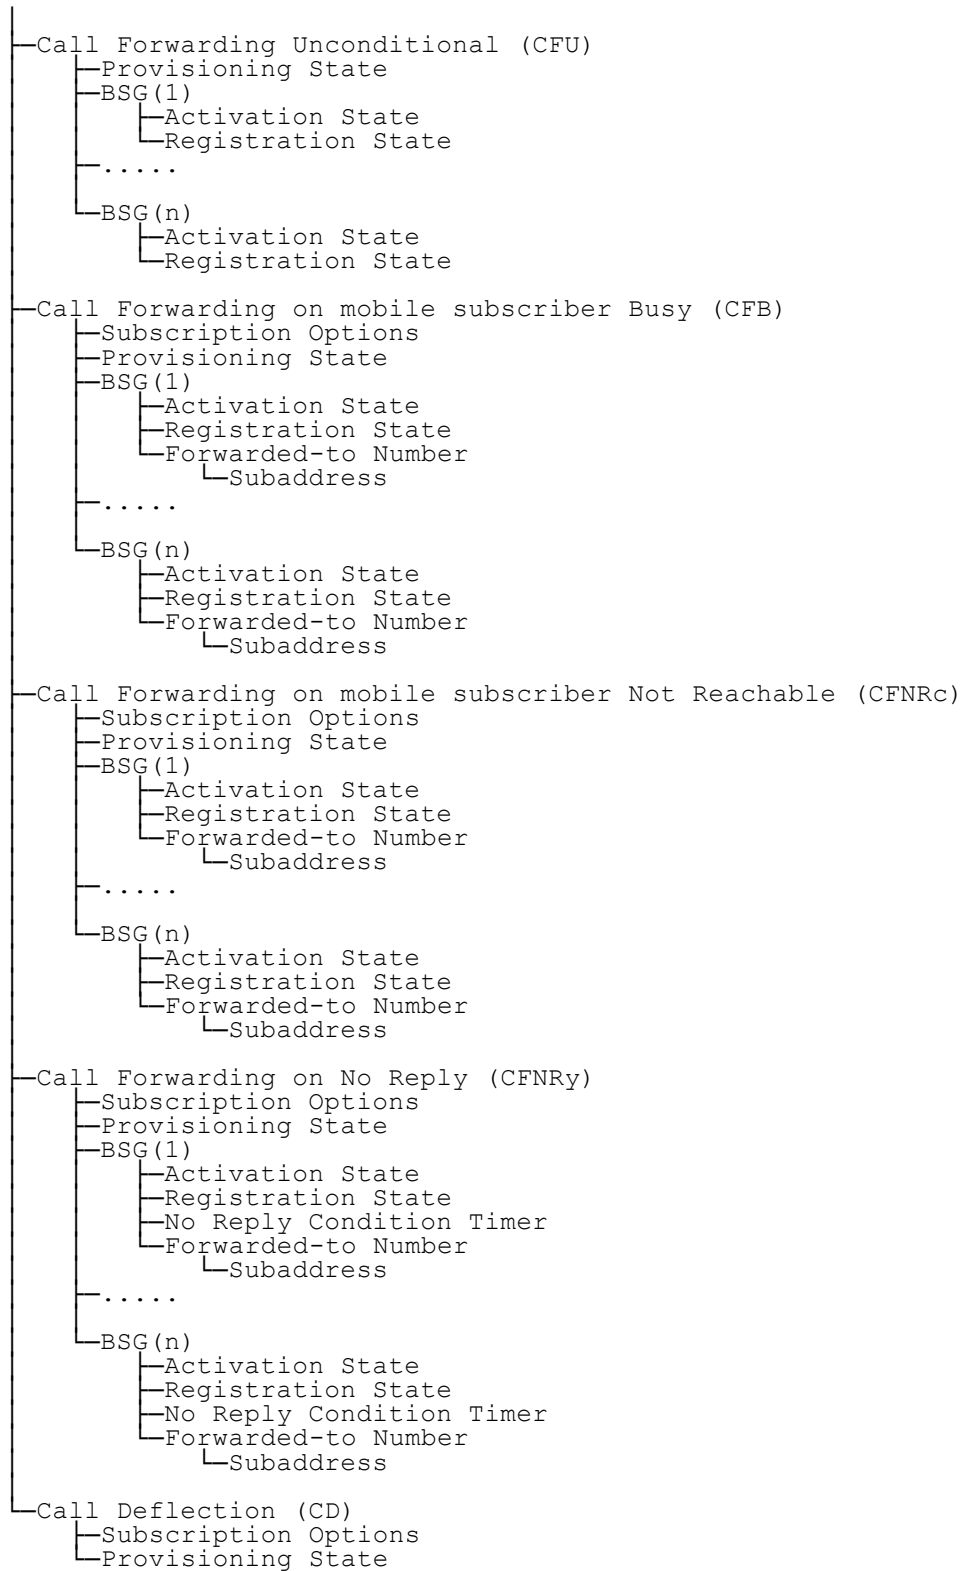 Call Forwarding Unconditional (CFU)
Provisioning State
BSG(1)
Activation State
Registration State
.....
BSG(n)
Activation State
Registration State
Call Forwarding on mobile subscriber Busy (CFB)
Subscription Options
Provisioning State
BSG(1)
Activation State
Registration State
Forwarded-to Number
Subaddress
.....
BSG(n)
Activation State
Registration State
Forwarded-to Number
Subaddress
Call Forwarding on mobile subscriber Not Reachable (CFNRc)
Subscription Options
Provisioning State
BSG(1)
Activation State
Registration State
Forwarded-to Number
Subaddress
.....
BSG(n)
Activation State
Registration State
Forwarded-to Number
Subaddress
Call Forwarding on No Reply (CFNRy)
Subscription Options
Provisioning State
BSG(1)
Activation State
Registration State
No Reply Condition Timer
Forwarded-to Number
Subaddress
.....
BSG(n)
Activation State
Registration State
No Reply Condition Timer
Forwarded-to Number
Subaddress
Call Deflection (CD)
Subscription Options
Provisioning State